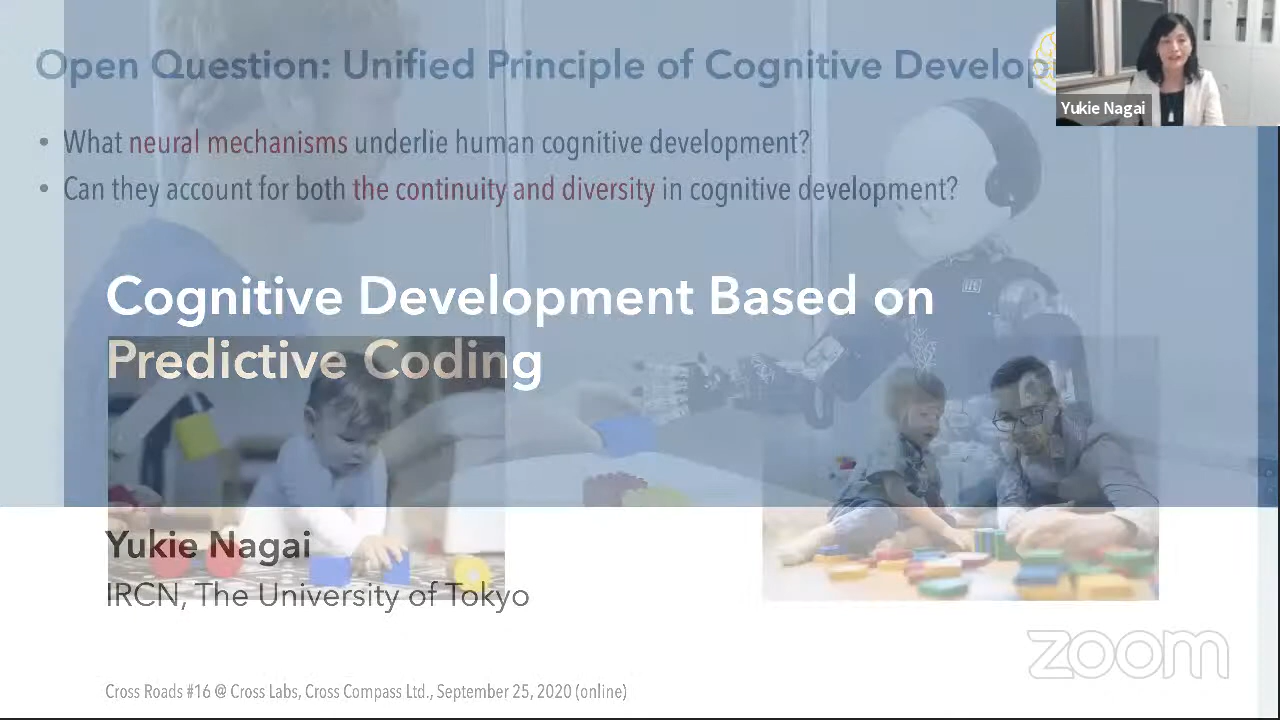 Open Question: Unified Principle of Cognitive Develop
Yukie Nagai
• What neural mechanisms underlie human cognitive development?
• Can they account for both the continuity and diversity in cognitive development?
Cognitive Development Based on
Predictive Coding
Yukie Nagai
IRCN, The University of Tokyo
zoom
Cross Roads #16 @ Cross Labs, Cross Compass Ltd., September 25, 2020 (online)